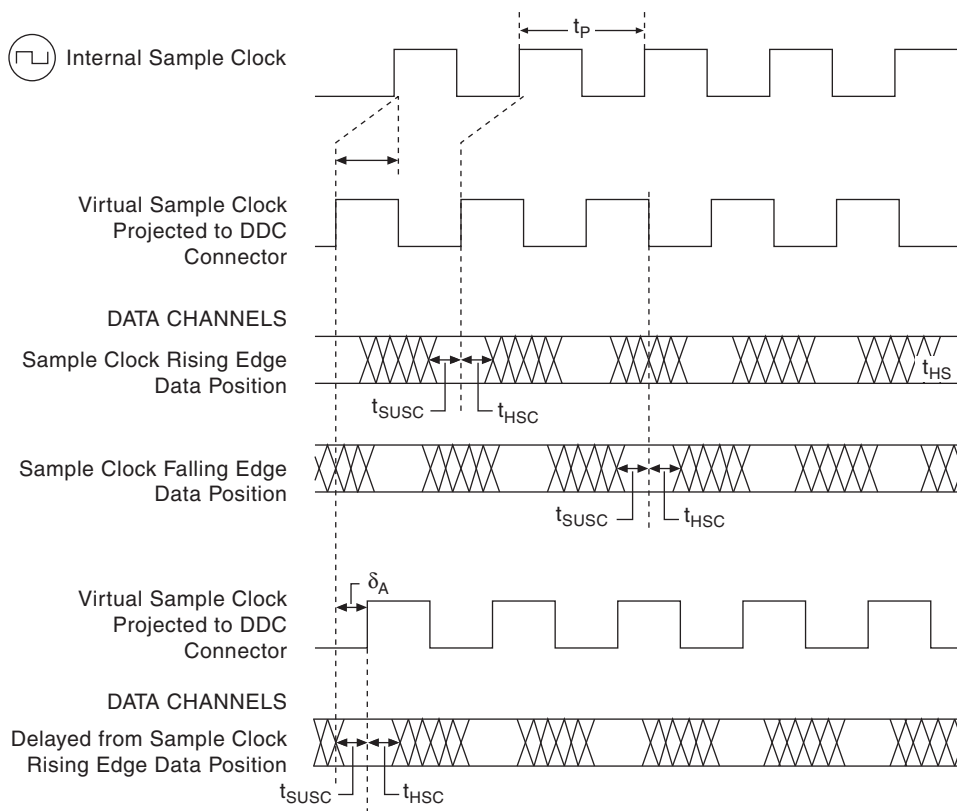 t_P
Internal Sample Clock
Virtual Sample Clock
Projected to DDC
Connector
DATA CHANNELS
Sample Clock Rising Edge
Data Position
t_HS
t_SUSC
t_HSC
Sample Clock Falling Edge
Data Position
t_SUSC
t_HSC
δ_A
Virtual Sample Clock
Projected to DDC
Connector
DATA CHANNELS
Delayed from Sample Clock
Rising Edge Data Position
t_SUSC
t_HSC